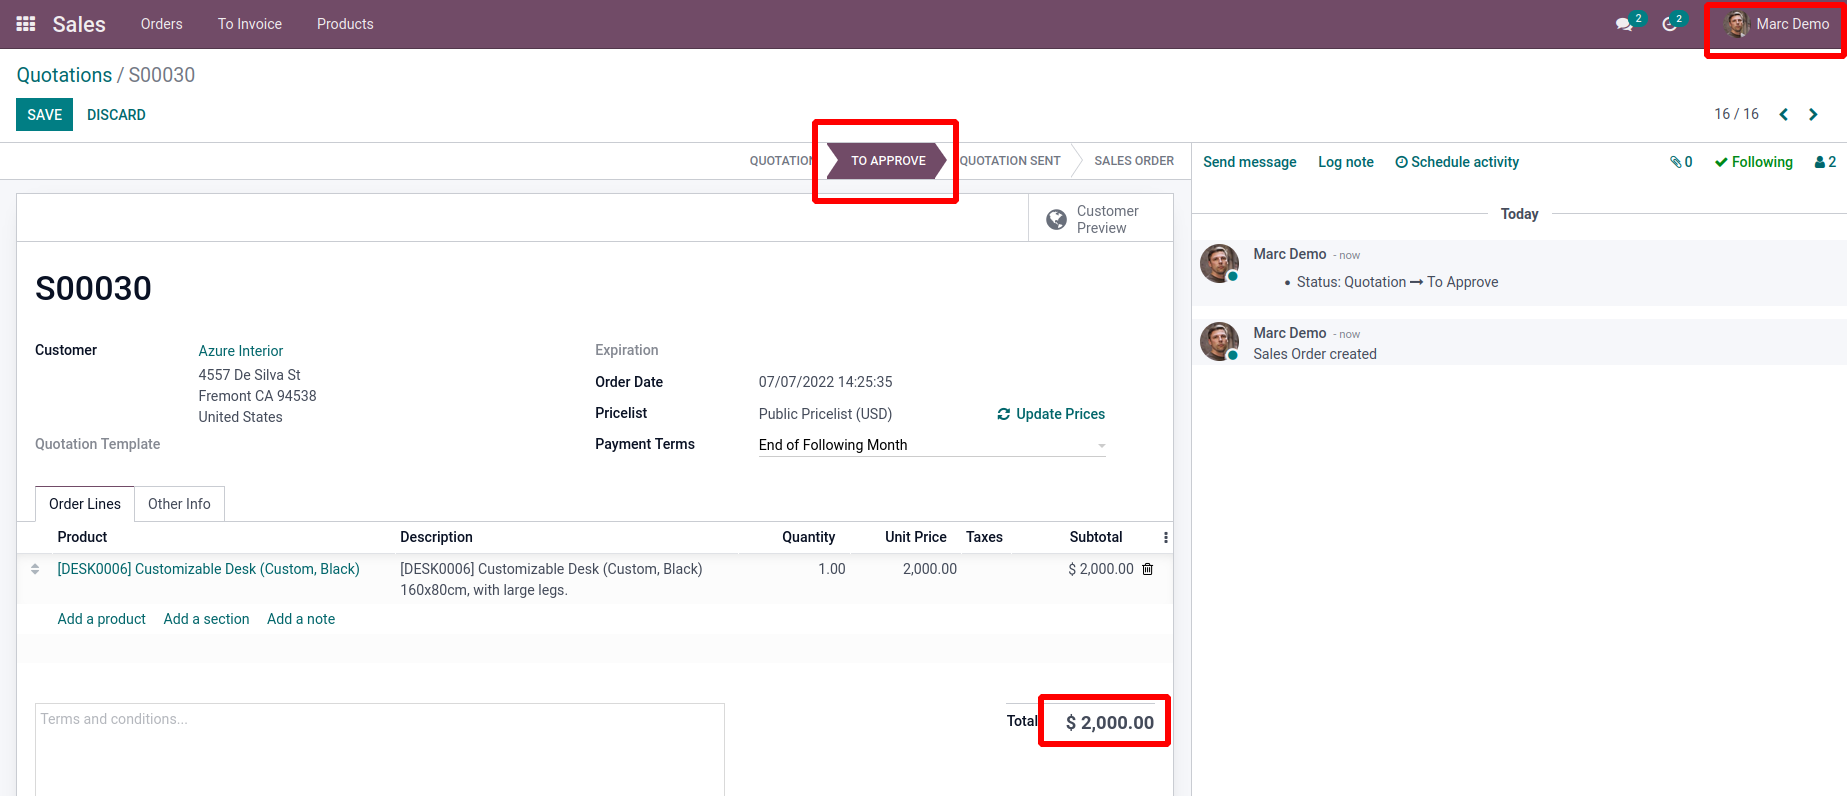 Sales Orders To Invoice Products 2 2 Marc Demo
Quotations / S00030
SAVE DISCARD 16 / 16
QUOTATION TO APPROVE QUOTATION SENT SALES ORDER
Send message Log note Schedule activity 0 Following 2
Customer
Preview
Today
Marc Demo - now
• Status: Quotation → To Approve
Marc Demo - now
Sales Order created
S00030
Customer Azure Interior
4557 De Silva St
Fremont CA 94538
United States
Quotation Template
Expiration
Order Date 07/07/2022 14:25:35
Pricelist Public Pricelist (USD) Update Prices
Payment Terms End of Following Month
Order Lines Other Info
Product Description Quantity Unit Price Taxes Subtotal
[DESK0006] Customizable Desk (Custom, Black) [DESK0006] Customizable Desk (Custom, Black) 1.00 2,000.00 $ 2,000.00
160x80cm, with large legs.
Add a product Add a section Add a note
Terms and conditions...
Total $ 2,000.00